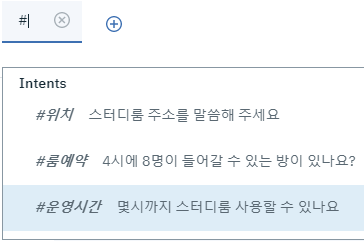 #
Intents
#위치 스터디룸 주소를 말씀해 주세요
#룸예약 4시에 8명이 들어갈 수 있는 방이 있나요?
#운영시간 몇시까지 스터디룸 사용할 수 있나요